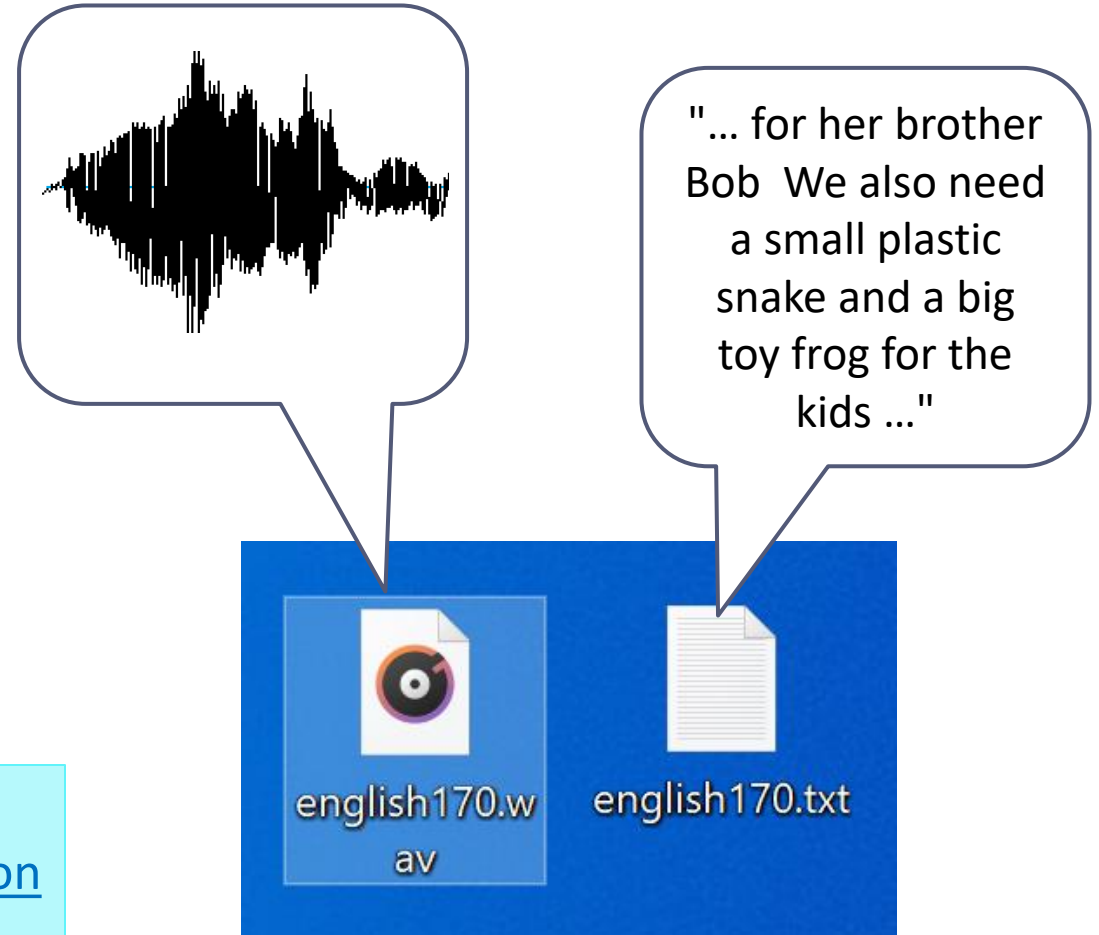 "… for her brother
Bob  We also need
a small plastic
snake and a big
toy frog for the
kids …"
english170.w
av
english170.txt
on